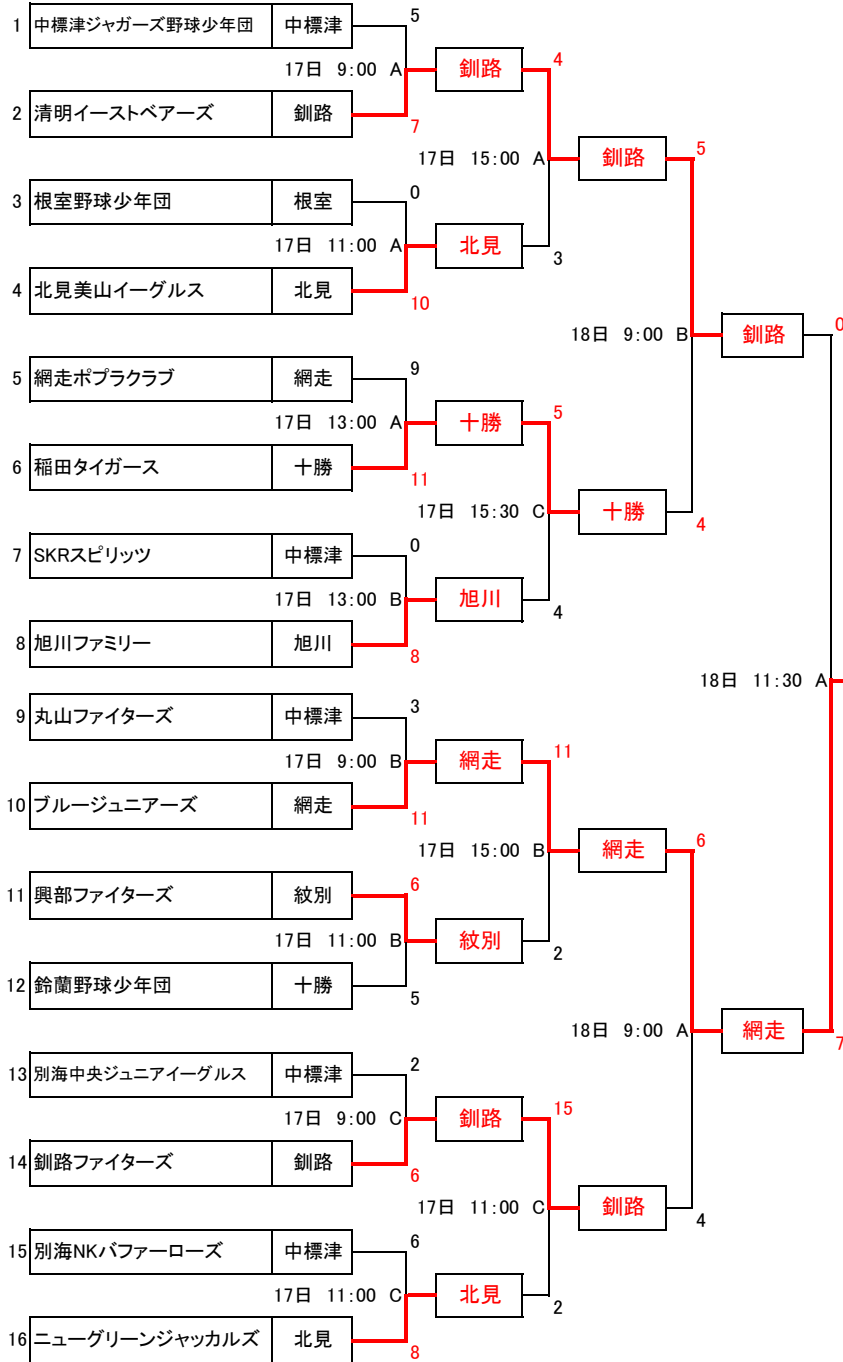 5
1 中標津ジャガーズ野球少年団 中標津
釧路 4
17日 9:00 A
2 清明イーストベアーズ 釧路
7
17日 15:00 A 釧路 5
0
3 根室野球少年団 根室
17日 11:00 A 北見
3
4 北見美山イーグルス 北見
10
18日 9:00 B 釧路 0
9
5 網走ポプラクラブ 網走
17日 13:00 A 十勝 5
6 稲田タイガース 十勝
11
17日 15:30 C 十勝
4
0
7 SKRスピリッツ 中標津
17日 13:00 B 旭川
4
8 旭川ファミリー 旭川
8
18日 11:30 A
3
9 丸山ファイターズ 中標津
17日 9:00 B 網走 11
10 ブルージュニアーズ 網走
11
17日 15:00 B 網走 6
6
11 興部ファイターズ 紋別
17日 11:00 B 紋別
2
12 鈴蘭野球少年団 十勝
5
18日 9:00 A 網走 7
2
13 別海中央ジュニアイーグルス 中標津
17日 9:00 C 釧路 15
14 釧路ファイターズ 釧路
6
17日 11:00 C 釧路
4
6
15 別海NKバファーローズ 中標津
17日 11:00 C 北見
2
16 ニューグリーンジャッカルズ 北見
8